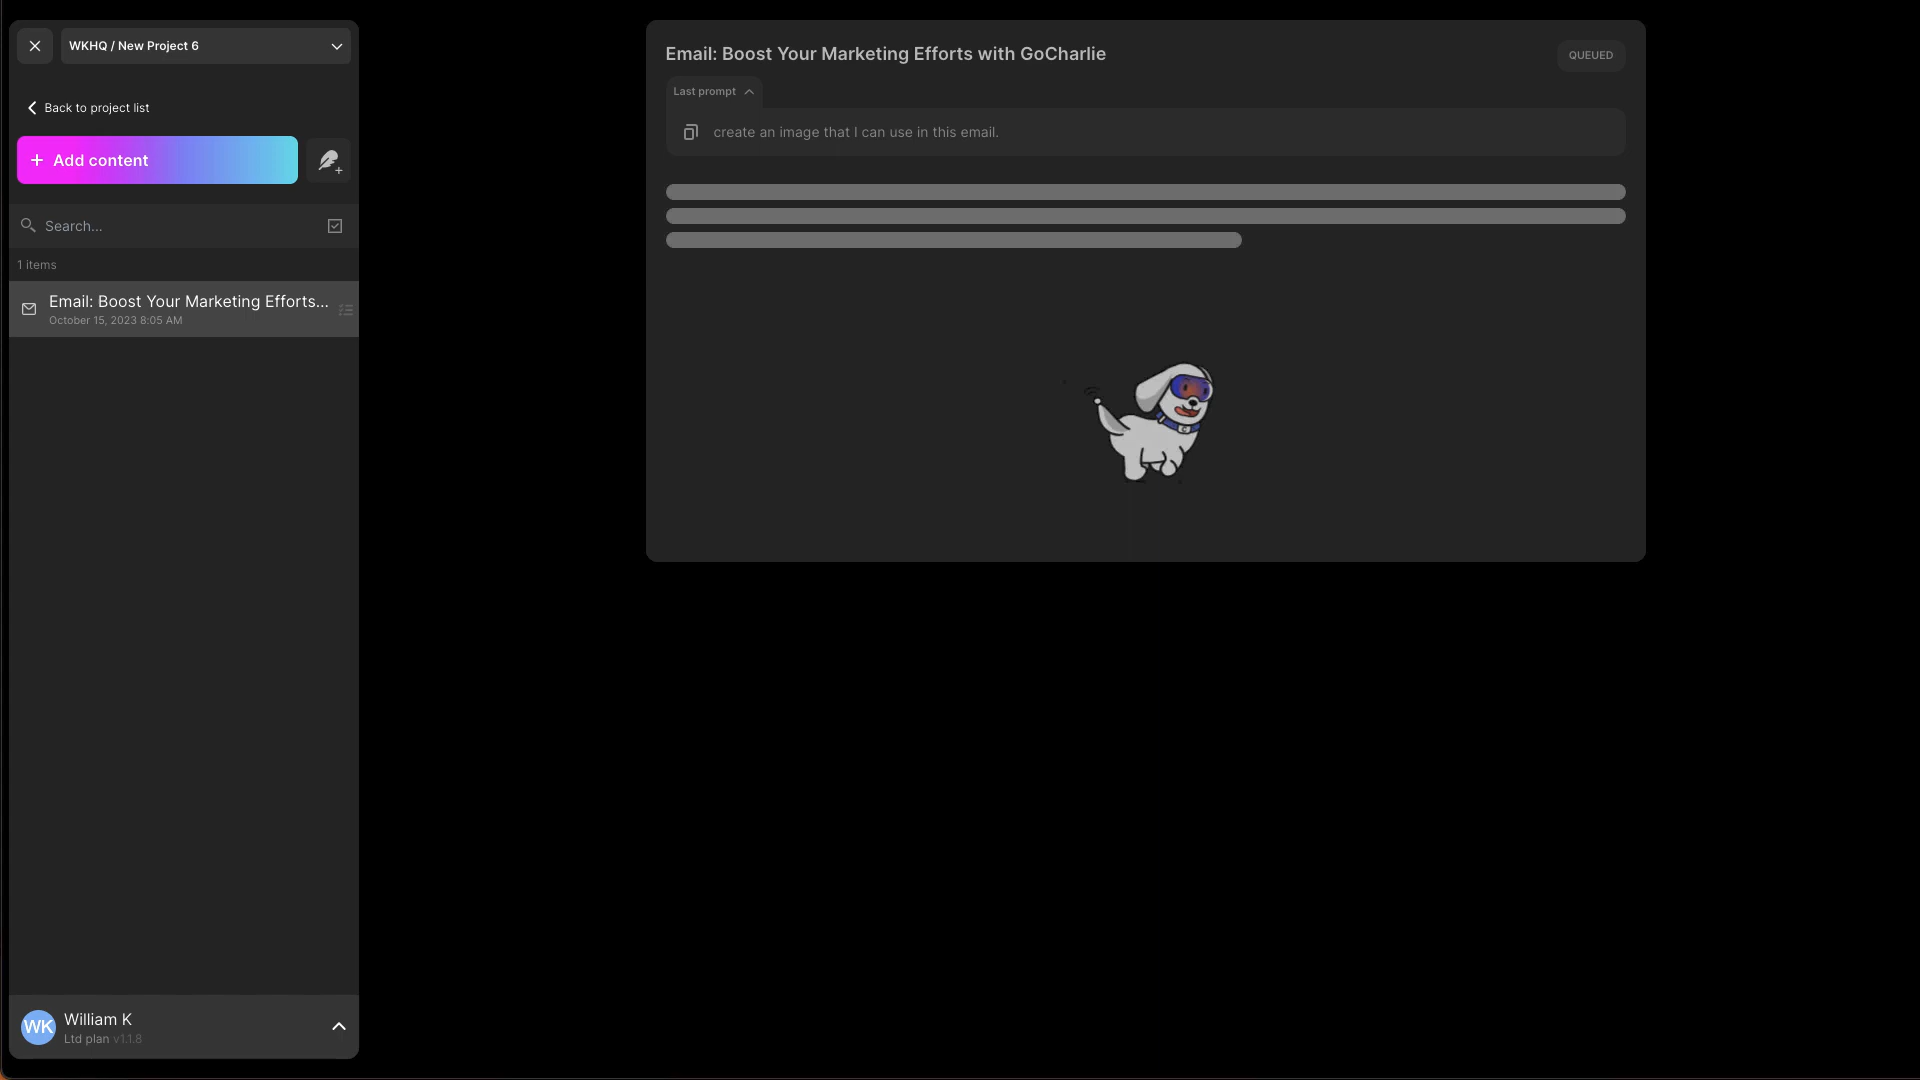 WKHQ / New Project 6
Back to project list
+ Add content
Search...
1 items
Email: Boost Your Marketing Efforts...
October 15, 2023 8:05 AM
WK
William K
Ltd plan v1.1.8
Email: Boost Your Marketing Efforts with GoCharlie
QUEUED
Last prompt
create an image that I can use in this email.